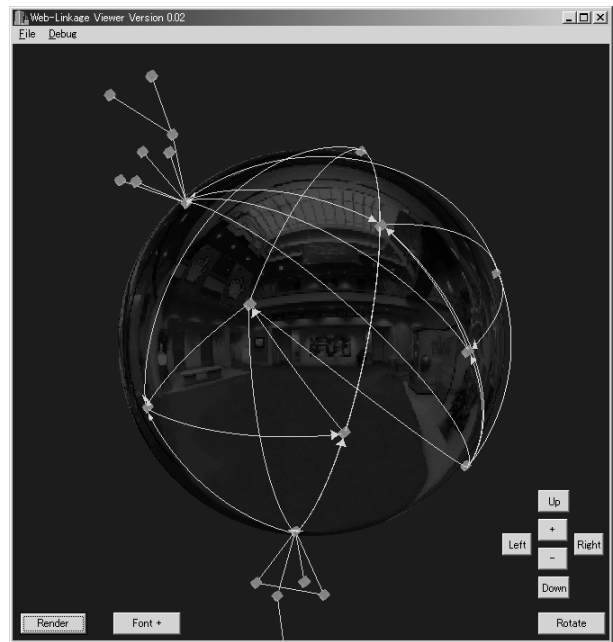 Web-Linkage Viewer Version 0.02
File Debug
Up
+
Left Right
-
Down
Render Font + Rotate